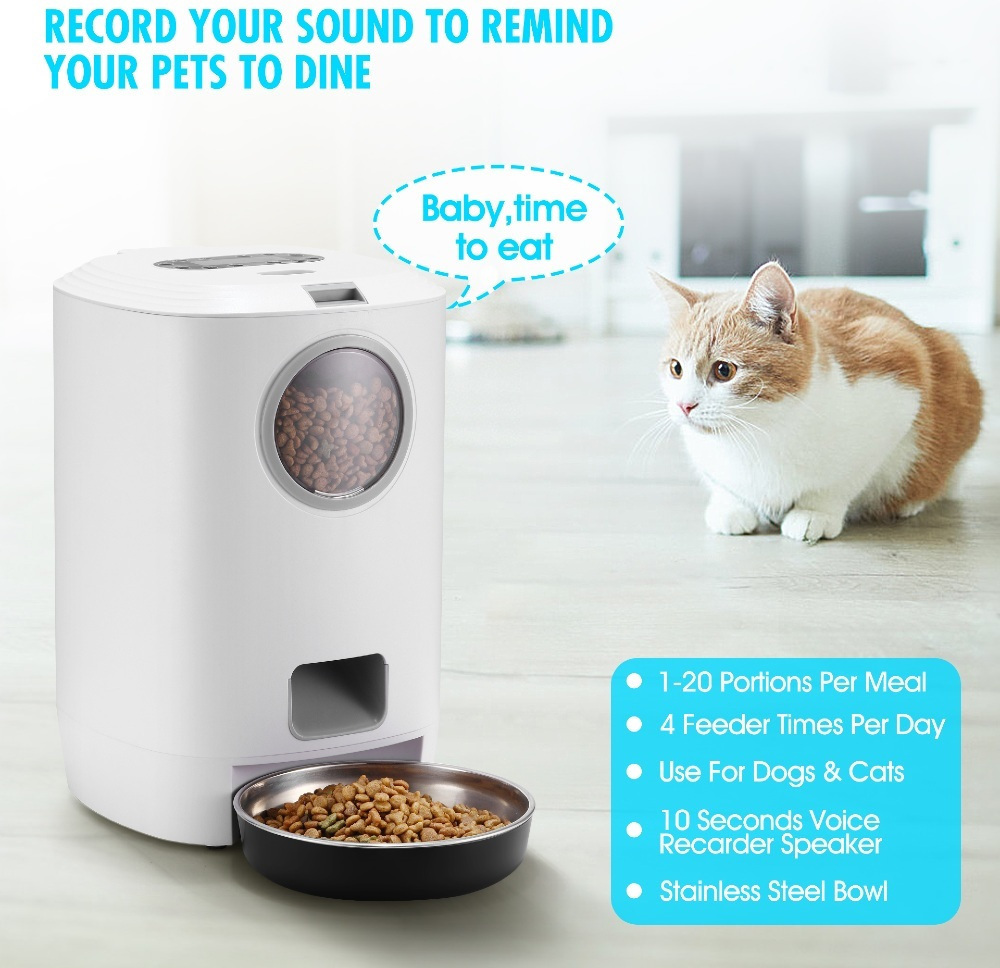 RECORD YOUR SOUND TO REMIND
YOUR PETS TO DINE
Baby,time
to eat
1-20 Portions Per Meal
4 Feeder Times Per Day
Use For Dogs & Cats
10 Seconds Voice
Recarder Speaker
Stainless Steel Bowl